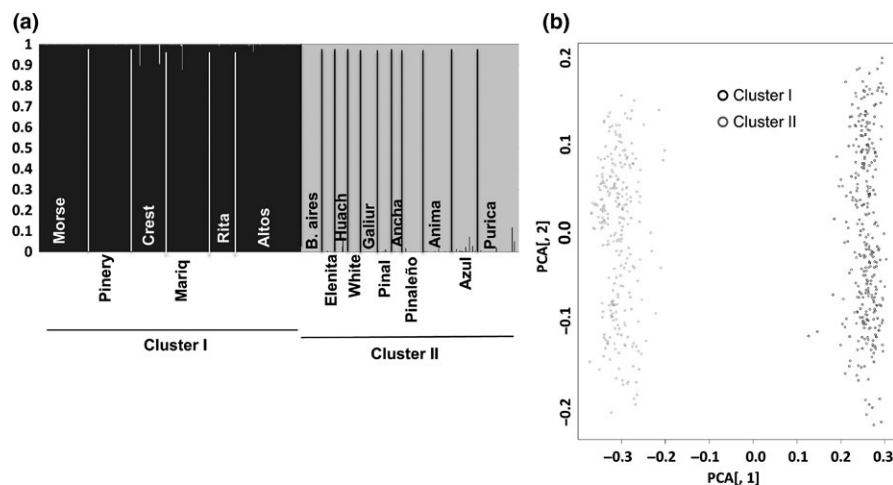 (a)
1
0.9
0.8
0.7
0.6
0.5
0.4
0.3
0.2
0.1
0
Morse
Pinery
Crest
Mariq
Rita
Altos
B. aires
Elenita
Huach
White
Galiur
Pinal
Ancha
Pinaleño
Anima
Azul
Purica
Cluster I
Cluster II
(b)
Cluster I
Cluster II
PCA[, 2]
0.2
0.1
0.0
−0.1
−0.2
−0.3 −0.2 −0.1 0.0 0.1 0.2 0.3
PCA[, 1]